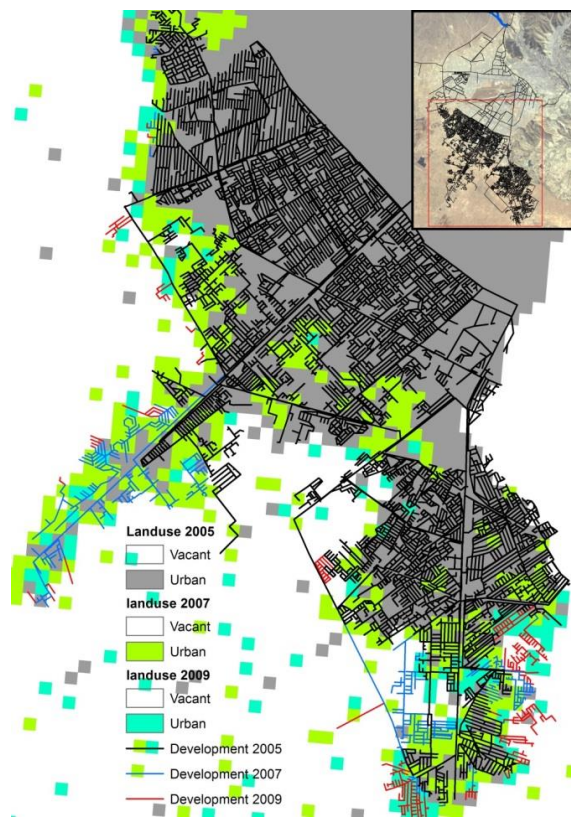 Landuse 2005
Vacant
Urban
landuse 2007
Vacant
Urban
landuse 2009
Vacant
Urban
Development 2005
Development 2007
Development 2009